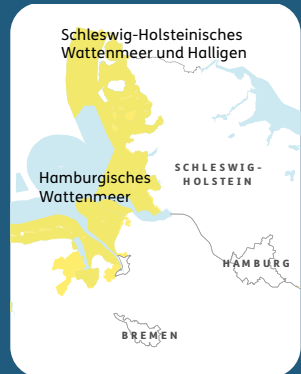 Schleswig-Holsteinisches
Wattenmeer und Halligen
SCHLESWIG-
HOLSTEIN
Hamburgisches
Wattenmeer
HAMBURG
BREMEN